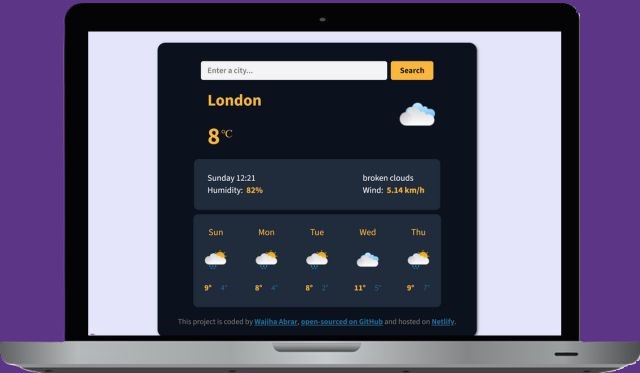 Enter a city...
Search
London
8°C
Sunday 12:21
broken clouds
Humidity: 82%
Wind: 5.14 km/h
Sun Mon Tue Wed Thu
9° 4° 8° 4° 8° 2° 11° 5° 9° 7°
This project is coded by Wajiha Abrar, open-sourced on GitHub and hosted on Netlify.